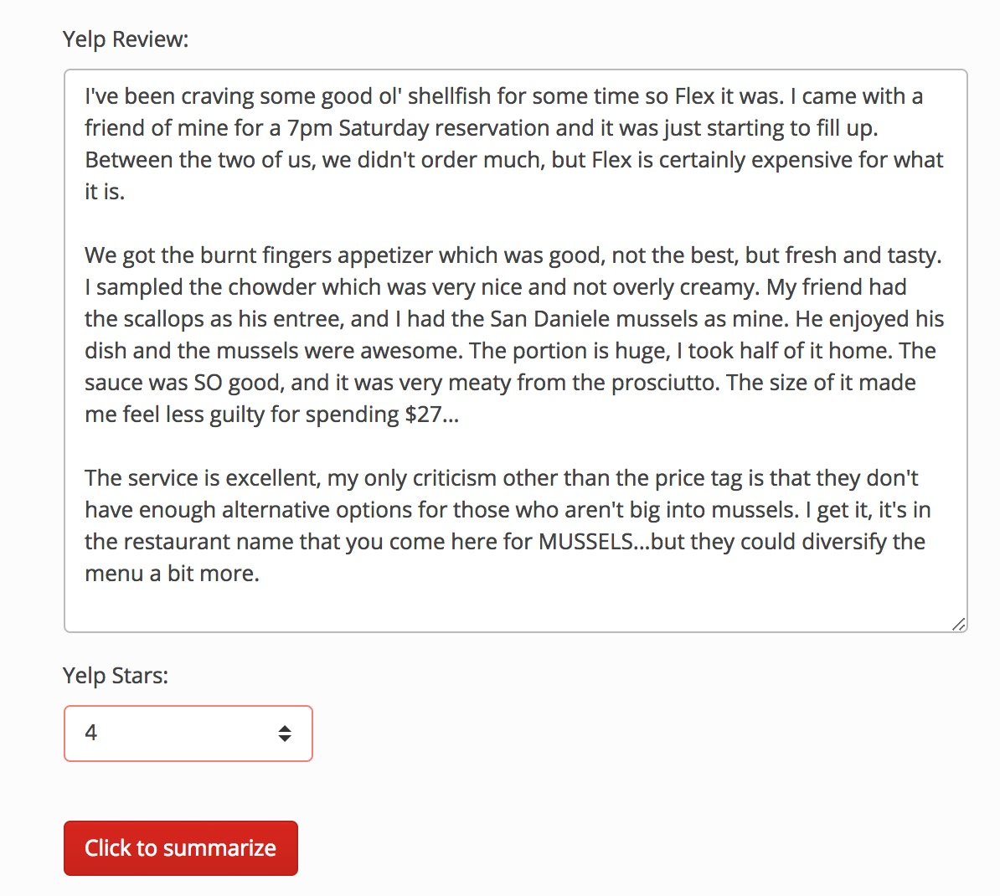 Yelp Review:
I've been craving some good ol' shellfish for some time so Flex it was. I came with a
friend of mine for a 7pm Saturday reservation and it was just starting to fill up.
Between the two of us, we didn't order much, but Flex is certainly expensive for what
it is.
We got the burnt fingers appetizer which was good, not the best, but fresh and tasty.
I sampled the chowder which was very nice and not overly creamy. My friend had
the scallops as his entree, and I had the San Daniele mussels as mine. He enjoyed his
dish and the mussels were awesome. The portion is huge, I took half of it home. The
sauce was SO good, and it was very meaty from the prosciutto. The size of it made
me feel less guilty for spending $27...
The service is excellent, my only criticism other than the price tag is that they don't
have enough alternative options for those who aren't big into mussels. I get it, it's in
the restaurant name that you come here for MUSSELS...but they could diversify the
menu a bit more.
Yelp Stars:
4
Click to summarize